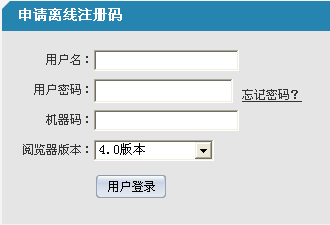 申请离线注册码
用户名：
用户密码： 忘记密码？
机器码：
阅览器版本： 4.0版本
用户登录